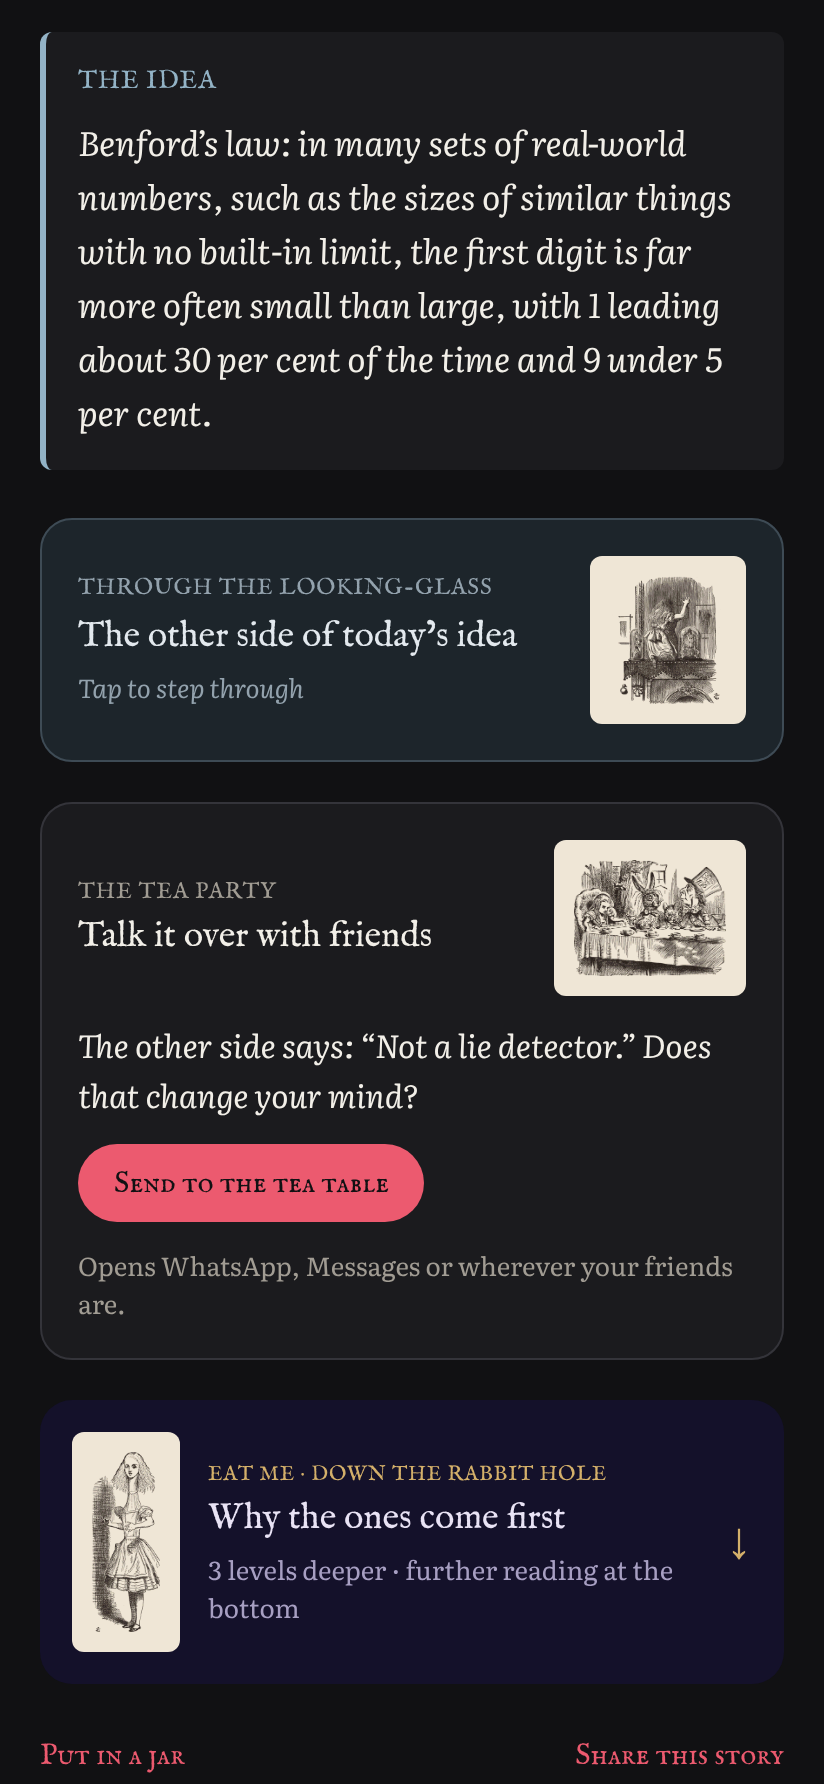 THE IDEA
Benford’s law: in many sets of real-world
numbers, such as the sizes of similar things
with no built-in limit, the first digit is far
more often small than large, with 1 leading
about 30 per cent of the time and 9 under 5
per cent.
THROUGH THE LOOKING-GLASS
The other side of today’s idea
Tap to step through
THE TEA PARTY
Talk it over with friends
The other side says: “Not a lie detector.” Does
that change your mind?
Send to the tea table
Opens WhatsApp, Messages or wherever your friends
are.
EAT ME · DOWN THE RABBIT HOLE
Why the ones come first
↓
3 levels deeper · further reading at the
bottom
Put in a jar
Share this story